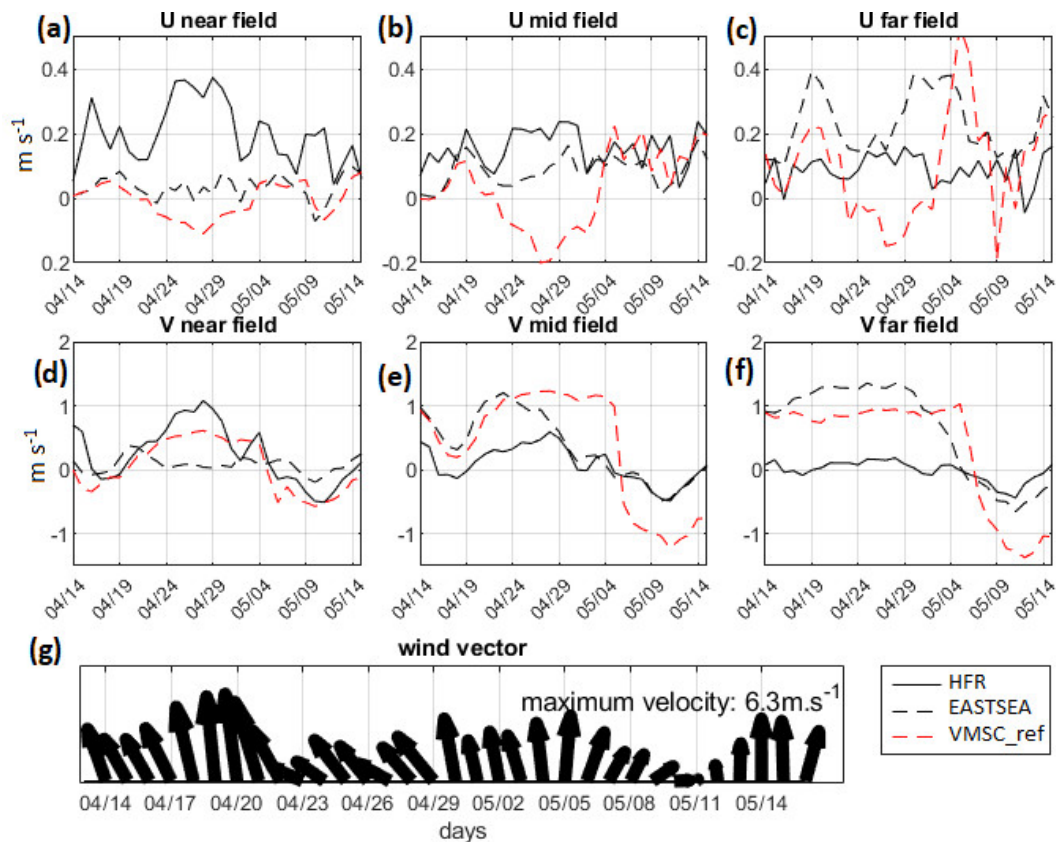 (a) U near field
(b) U mid field
(c) U far field
m s-1
0.4
0.2
0
0.2
04/14 04/19 04/24 04/29 05/04 05/09 05/14
0.4
0.2
0
-0.2
04/14 04/19 04/24 04/29 05/04 05/09 05/14
0.4
0.2
0
-0.2
04/14 04/19 04/24 04/29 05/04 05/09 05/14
(d) V near field
(e) V mid field
(f) V far field
m s-1
2
1
0
-1
04/14 04/19 04/24 04/29 05/04 05/09 05/14
2
1
0
-1
04/14 04/19 04/24 04/29 05/04 05/09 05/14
2
1
0
-1
04/14 04/19 04/24 04/29 05/04 05/09 05/14
(g) wind vector
maximum velocity: 6.3m.s-1
04/14 04/17 04/20 04/23 04/26 04/29 05/02 05/05 05/08 05/11 05/14
days
HFR
EASTSEA
VMSC_ref